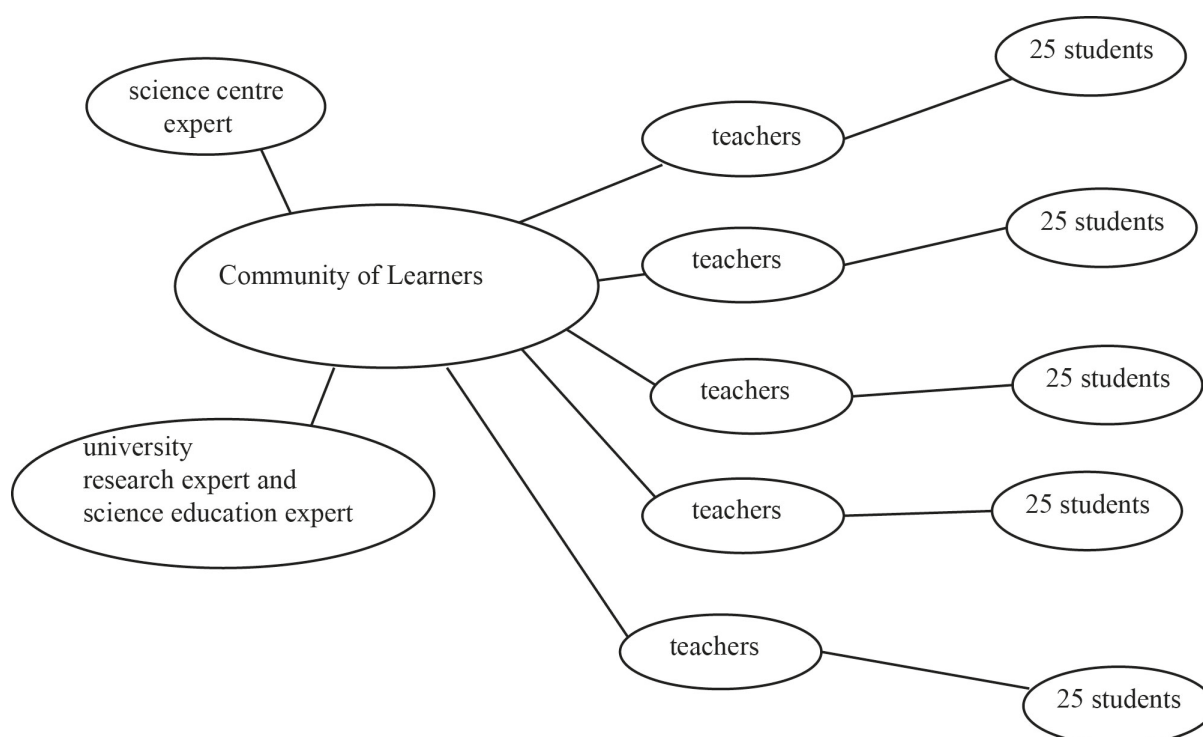 science centre
expert
Community of Learners
university
research expert and
science education expert
teachers
25 students
teachers
25 students
teachers
25 students
teachers
25 students
teachers
25 students